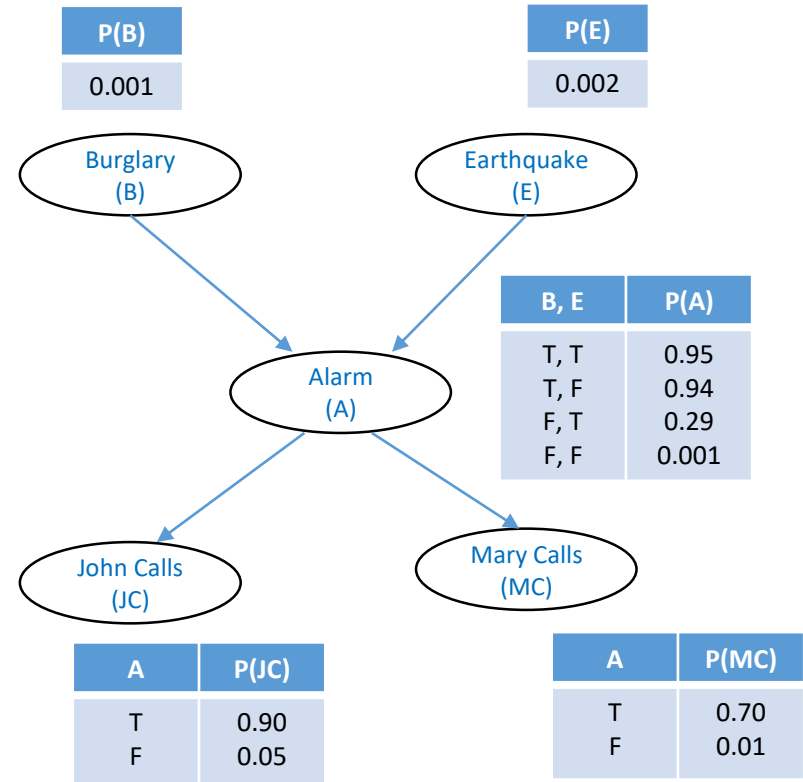 P(B)
0.001
P(E)
0.002
Burglary
(B)
Earthquake
(E)
B, E P(A)
T, T 0.95
T, F 0.94
F, T 0.29
F, F 0.001
Alarm
(A)
John Calls
(JC)
Mary Calls
(MC)
A P(JC)
T 0.90
F 0.05
A P(MC)
T 0.70
F 0.01